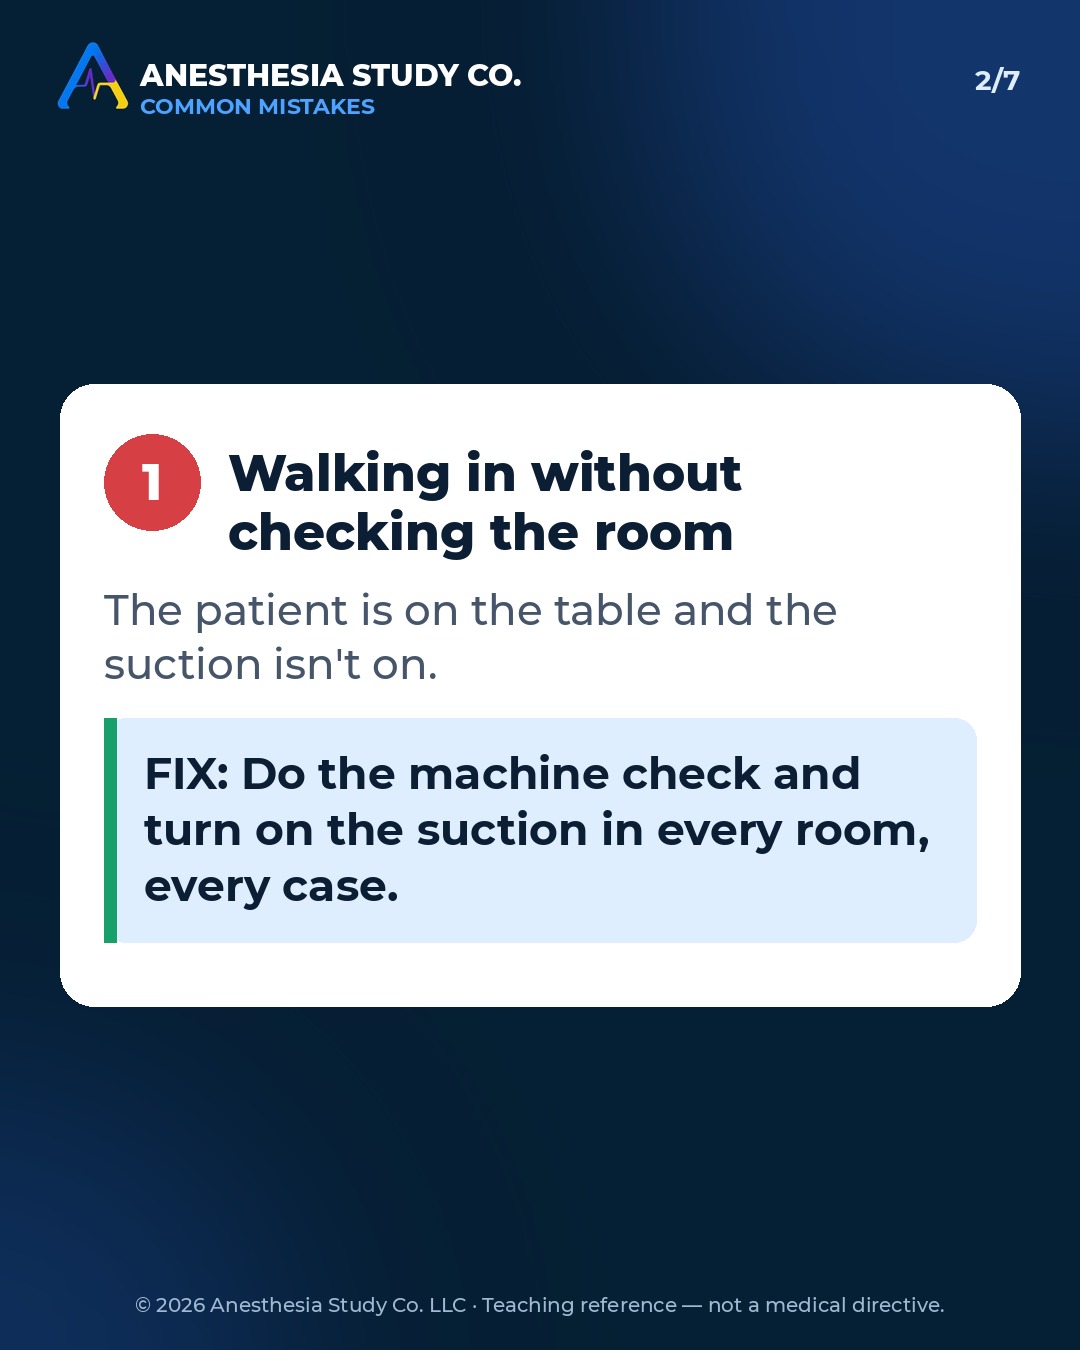 ANESTHESIA STUDY CO.
COMMON MISTAKES
2/7
1
Walking in without
checking the room
The patient is on the table and the
suction isn't on.
FIX: Do the machine check and
turn on the suction in every room,
every case.
© 2026 Anesthesia Study Co. LLC · Teaching reference — not a medical directive.